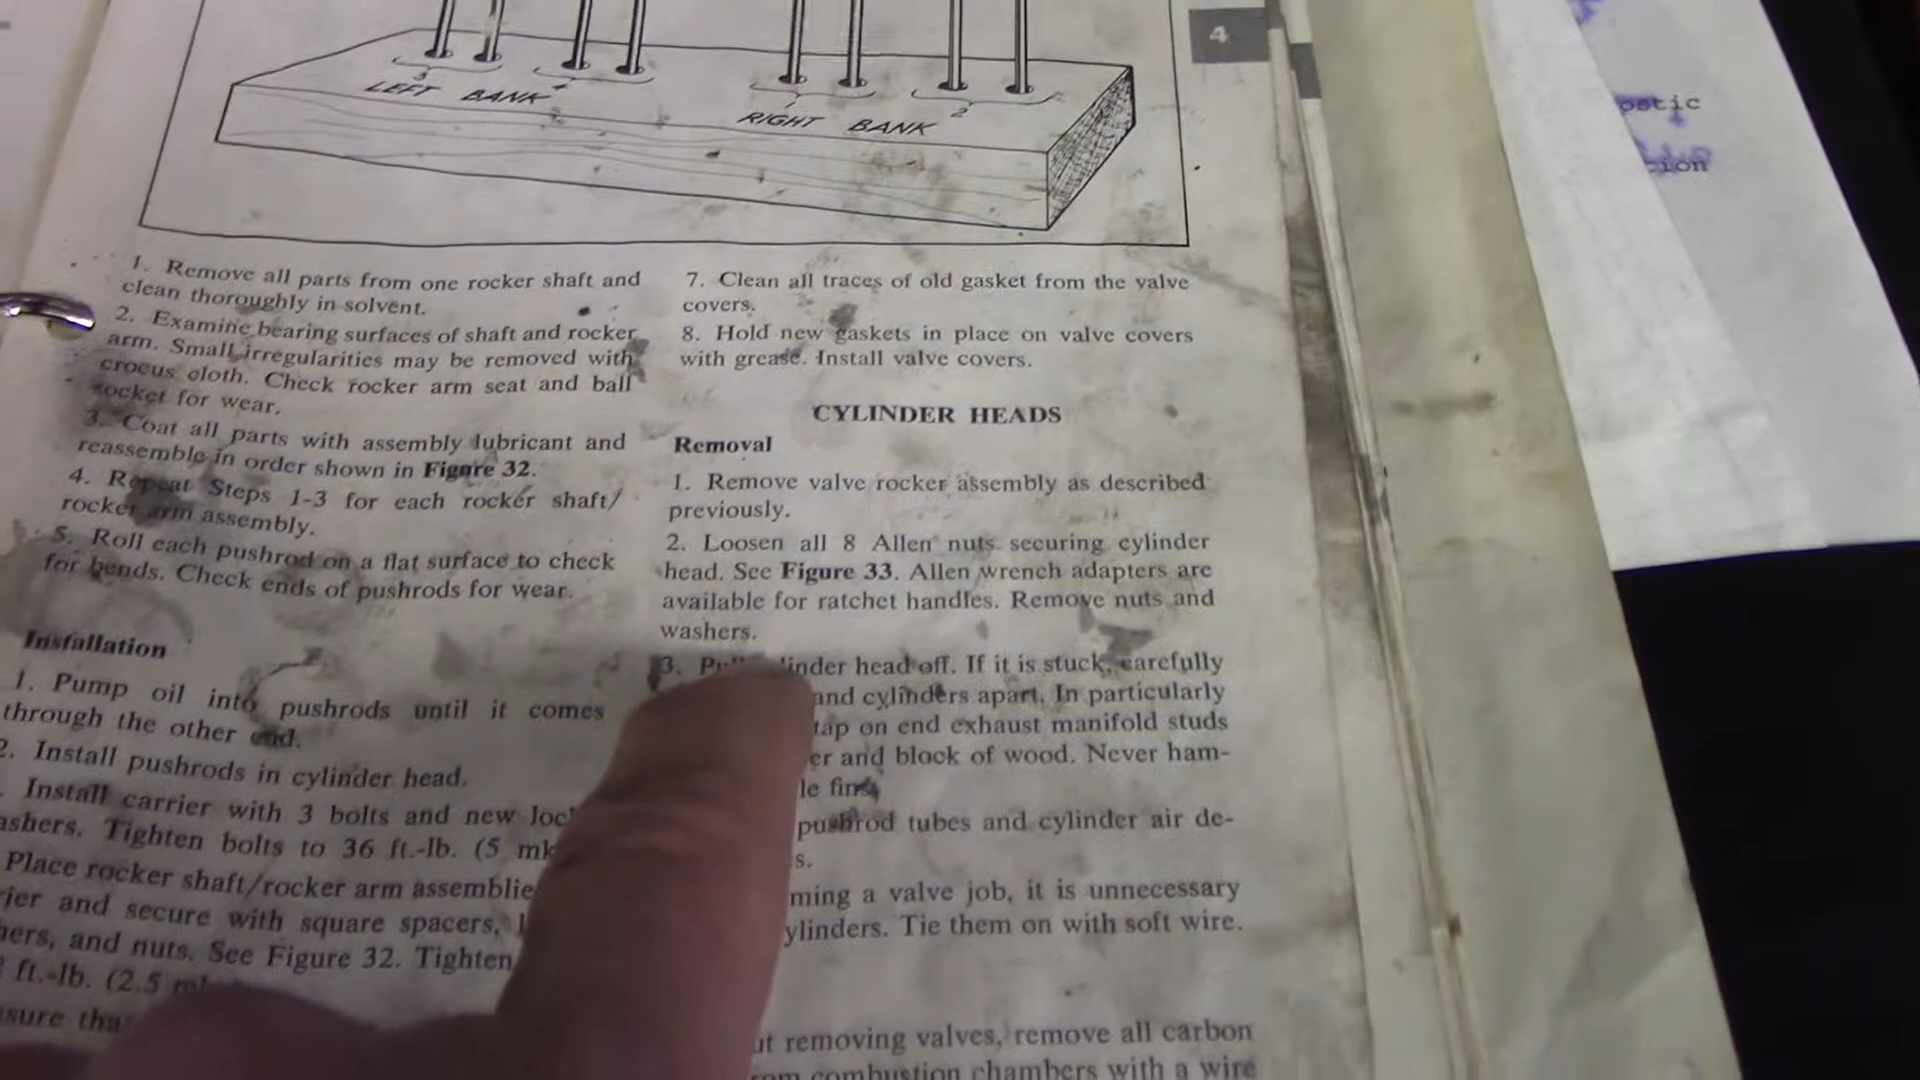 4
3
4
LEFT BANK
1
2
RIGHT BANK
1. Remove all parts from one rocker shaft and
clean thoroughly in solvent.
2. Examine bearing surfaces of shaft and rocker
arm. Small irregularities may be removed with
crocus cloth. Check rocker arm seat and ball
socket for wear.
3. Coat all parts with assembly lubricant and
reassemble in order shown in Figure 32.
4. Repeat Steps 1-3 for each rocker shaft/
rocker arm assembly.
5. Roll each pushrod on a flat surface to check
for bends. Check ends of pushrods for wear.
Installation
1. Pump oil into pushrods until it comes
through the other end.
2. Install pushrods in cylinder head.
Install carrier with 3 bolts and new
Tighten bolts to 36 ft.-lb. (5
Place rocker shaft/rocker arm
and secure with square spacers,
and nuts. See Figure 32. Tighten
ft.-lb. (2.5
7. Clean all traces of old gasket from the valve
covers.
8. Hold new gaskets in place on valve covers
with grease. Install valve covers.
CYLINDER HEADS
Removal
1. Remove valve rocker assembly as described
previously.
2. Loosen all 8 Allen nuts securing cylinder
head. See Figure 33. Allen wrench adapters are
available for ratchet handles. Remove nuts and
washers.
3. head off. If it is stuck, carefully
and cylinders apart. In particularly
tap on end exhaust manifold studs
and block of wood. Never ham-
pushrod tubes and cylinder air de-
a valve job, it is unnecessary
Tie them on with soft wire.
removing valves, remove all carbon
combustion chambers with a wire